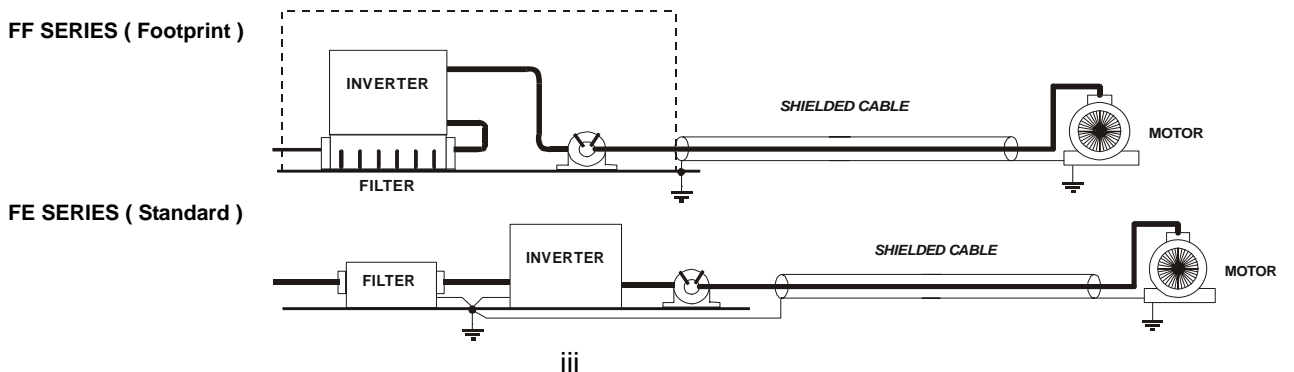 FF SERIES ( Footprint )
INVERTER
SHIELDED CABLE
MOTOR
FILTER
FE SERIES ( Standard )
INVERTER
SHIELDED CABLE
FILTER
MOTOR
iii